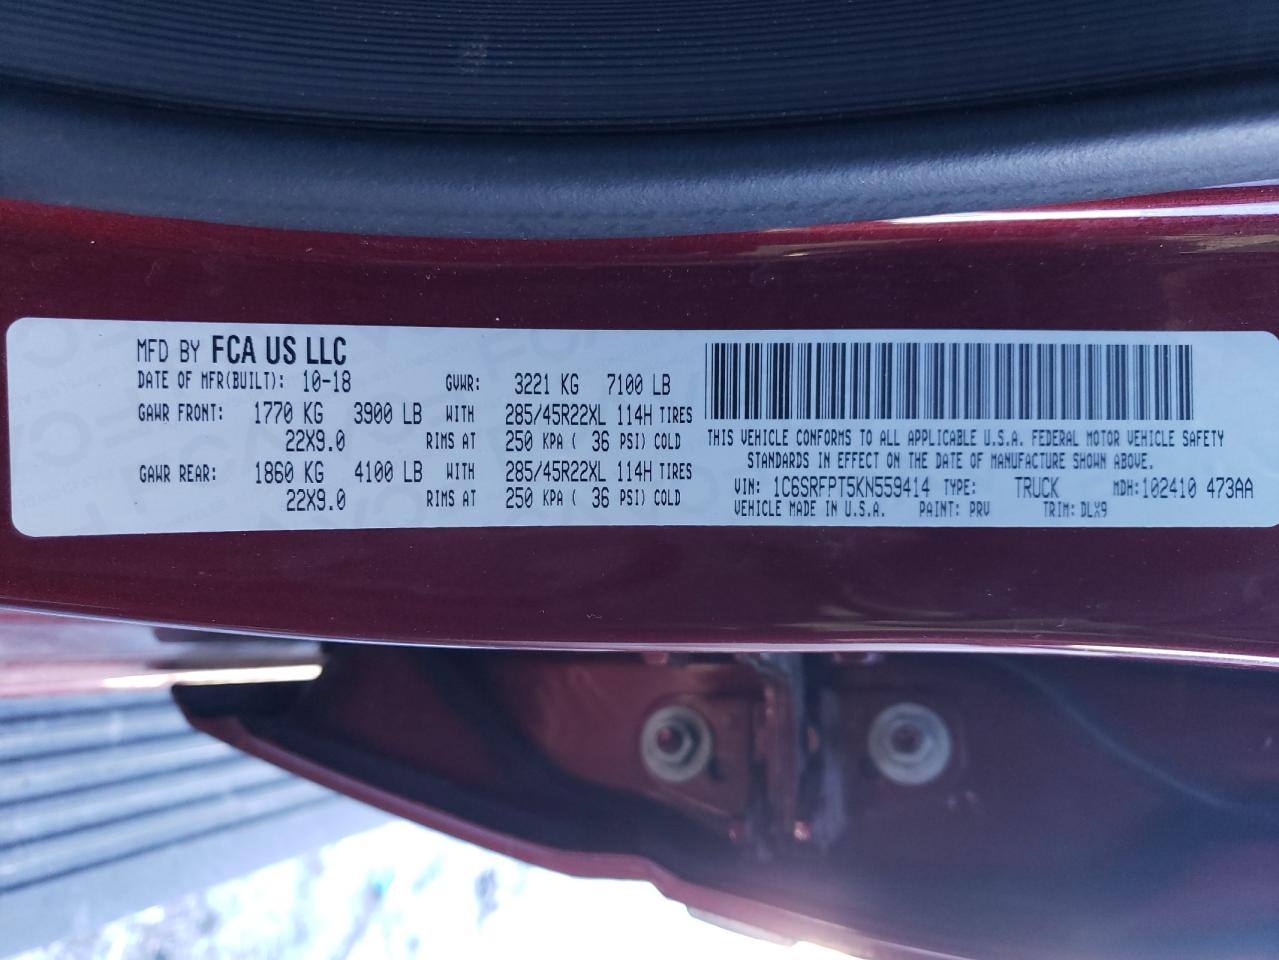 MFD BY FCA US LLC
DATE OF MFR(BUILT): 10-18 GVWR: 3221 KG 7100 LB
GAWR FRONT: 1770 KG 3900 LB WITH 285/45R22XL 114H TIRES
22X9.0 RIMS AT 250 KPA ( 36 PSI) COLD
GAWR REAR: 1860 KG 4100 LB WITH 285/45R22XL 114H TIRES
22X9.0 RIMS AT 250 KPA ( 36 PSI) COLD
THIS VEHICLE CONFORMS TO ALL APPLICABLE U.S.A. FEDERAL MOTOR VEHICLE SAFETY
STANDARDS IN EFFECT ON THE DATE OF MANUFACTURE SHOWN ABOVE.
VIN: 1C6SRFPT5KN559414 TYPE: TRUCK MDH:102410 473AA
VEHICLE MADE IN U.S.A. PAINT: PRV TRIM: DLX9